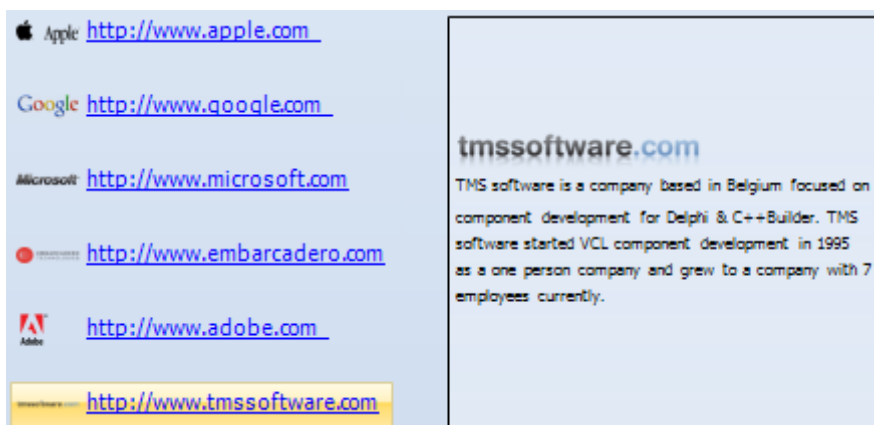 Apple http://www.apple.com
Google http://www.google.com
Microsoft http://www.microsoft.com
http://www.embarcadero.com
Adobe http://www.adobe.com
http://www.tmssoftware.com
tmssoftware.com
TMS software is a company based in Belgium focused on
component development for Delphi & C++Builder. TMS
software started VCL component development in 1995
as a one person company and grew to a company with 7
employees currently.